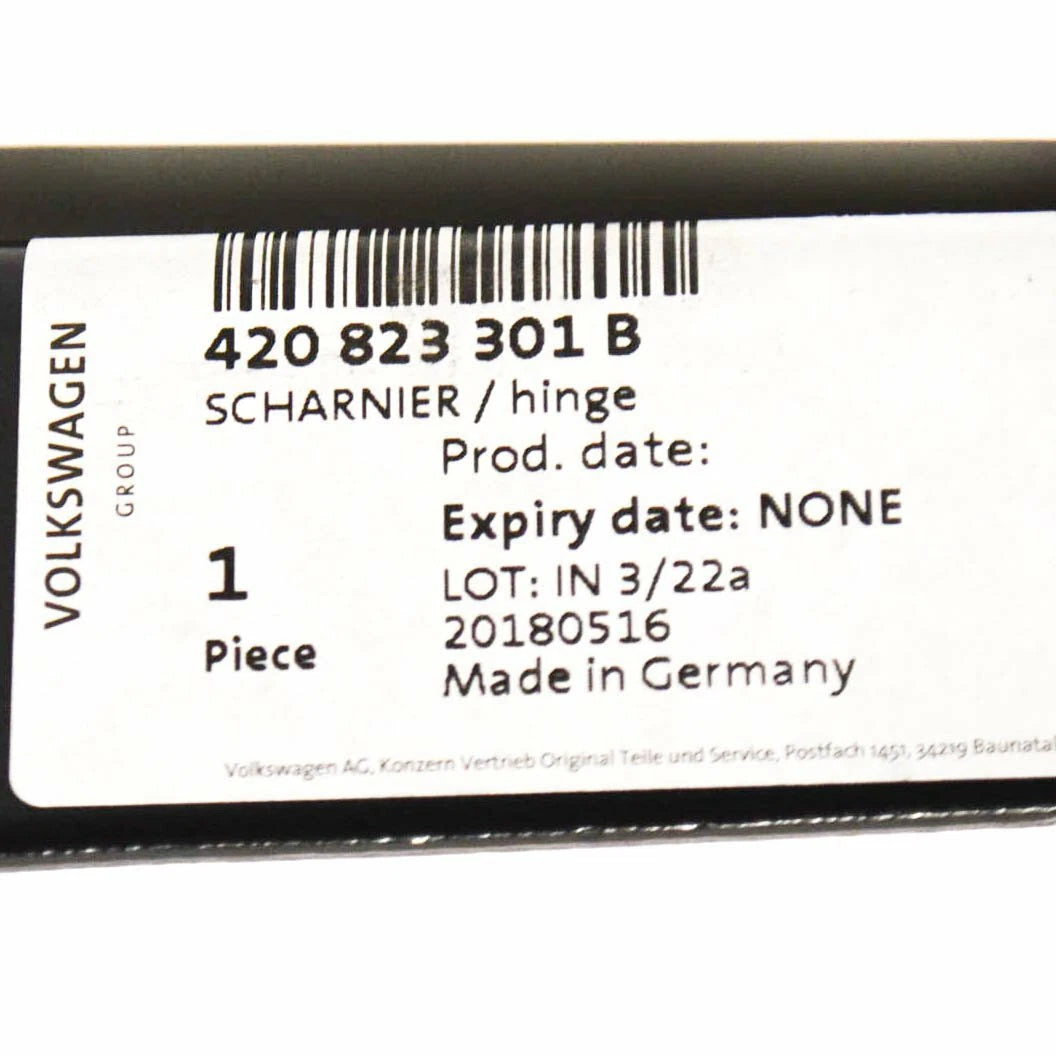 VOLKSWAGEN
GROUP
420 823 301 B
SCHARNIER / hinge
Prod. date:
Expiry date: NONE
1
LOT: IN 3/22a
20180516
Piece
Made in Germany
Volkswagen AG, Konzern Vertrieb Original Teile und Service, Postfach 1451, 34219 Baunatal